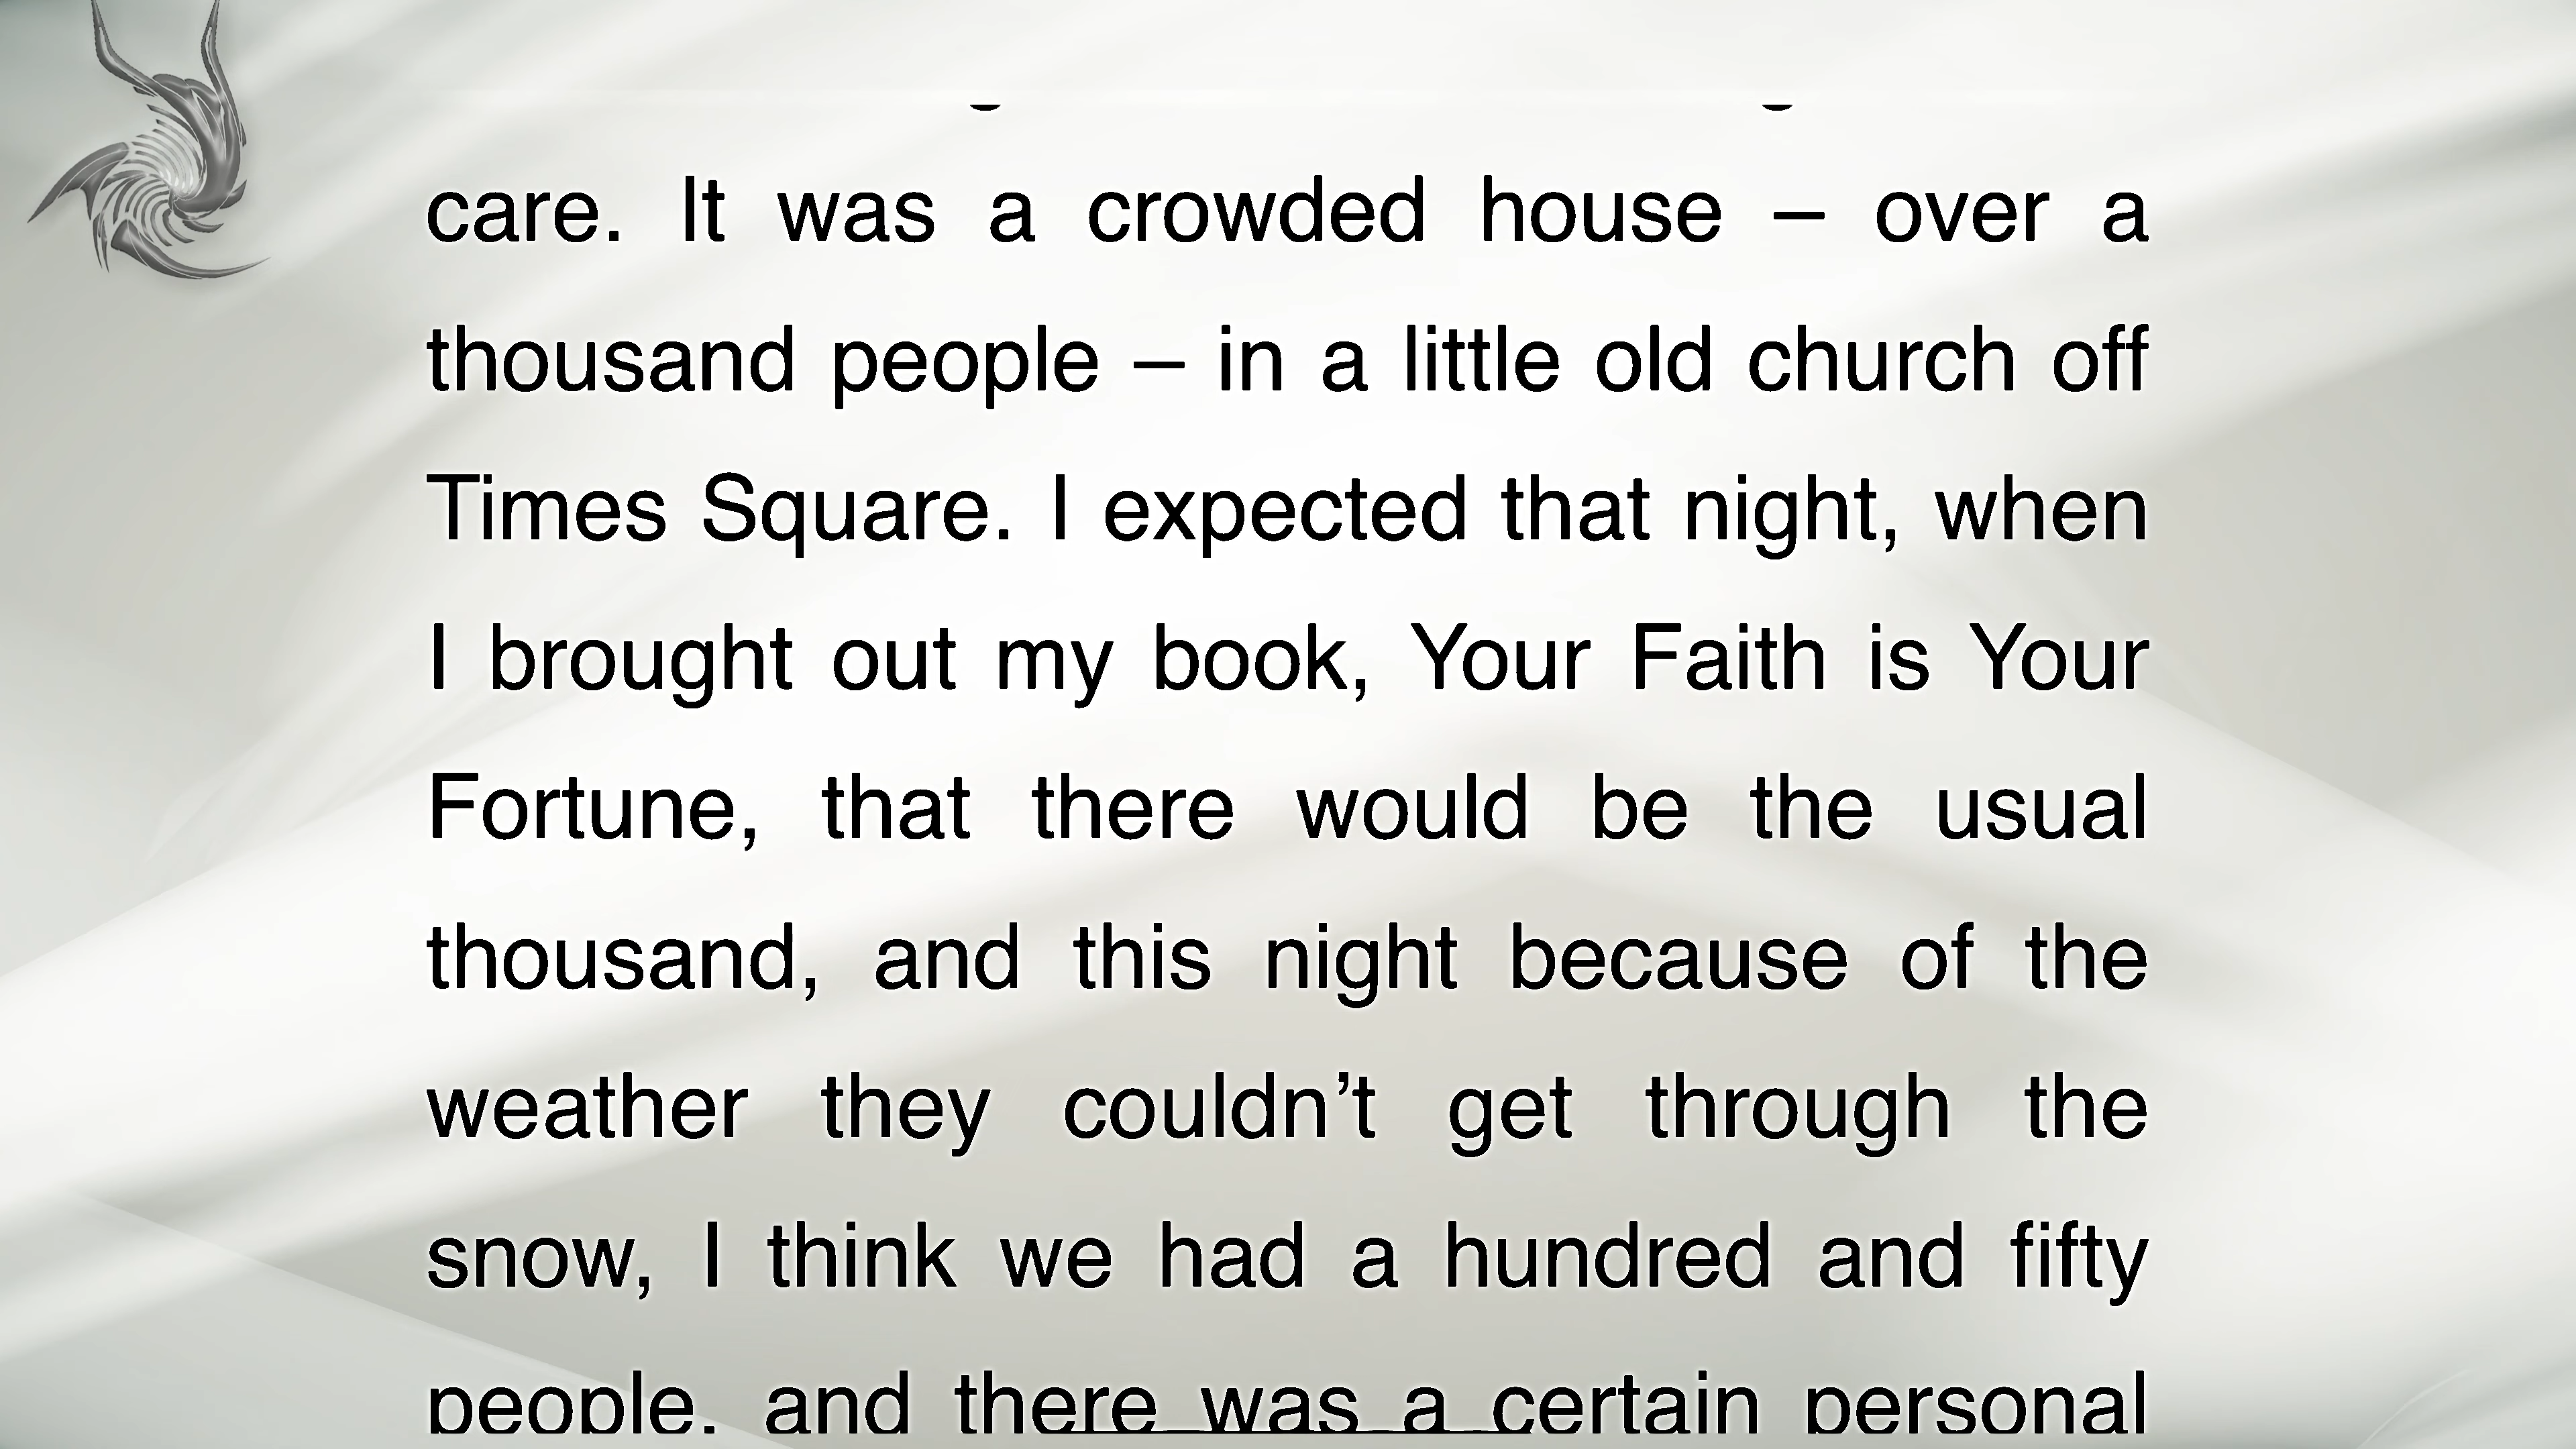 care. It was a crowded house – over a
thousand people – in a little old church off
Times Square. I expected that night, when
I brought out my book, Your Faith is Your
Fortune, that there would be the usual
thousand, and this night because of the
weather they couldn’t get through the
snow, I think we had a hundred and fifty
people, and there was a certain personal